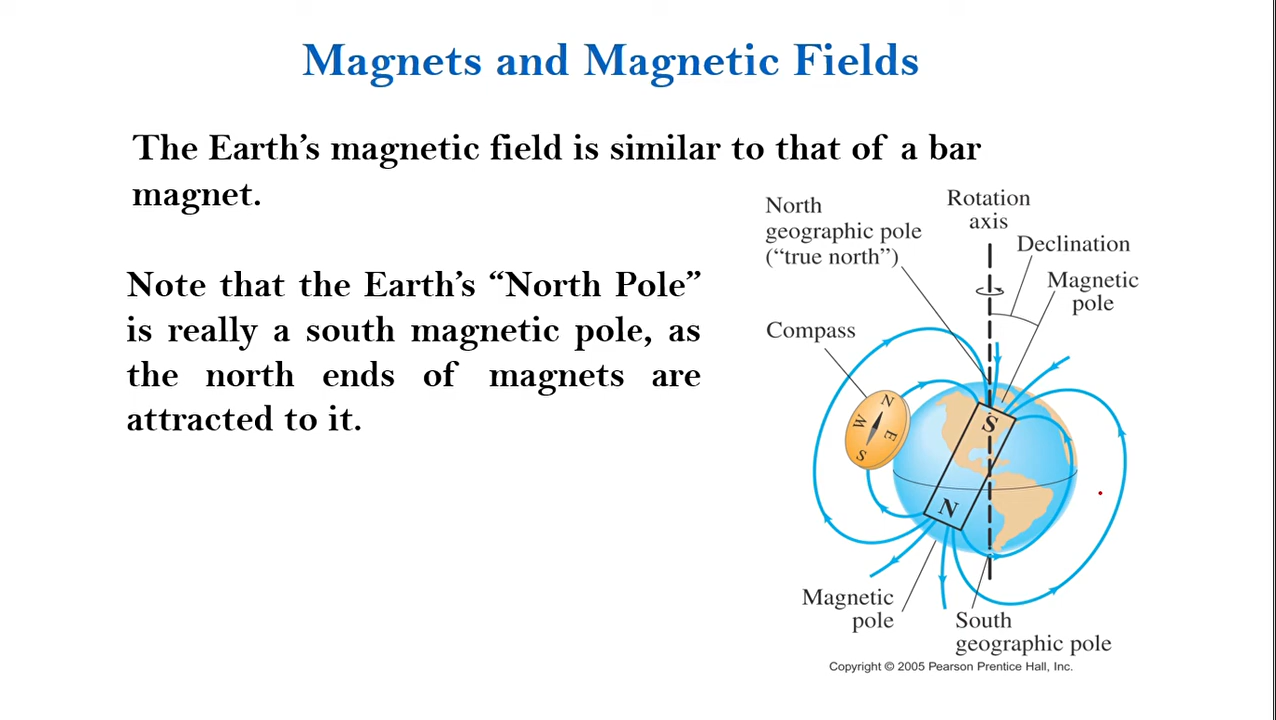 Magnets and Magnetic Fields
The Earth’s magnetic field is similar to that of a bar
magnet.
Note that the Earth’s “North Pole”
is really a south magnetic pole, as
the north ends of magnets are
attracted to it.
North
geographic pole
(“true north”)
Rotation
axis
Declination
Magnetic
pole
Compass
N
W
E
S
S
N
Magnetic
pole
South
geographic pole
Copyright © 2005 Pearson Prentice Hall, Inc.